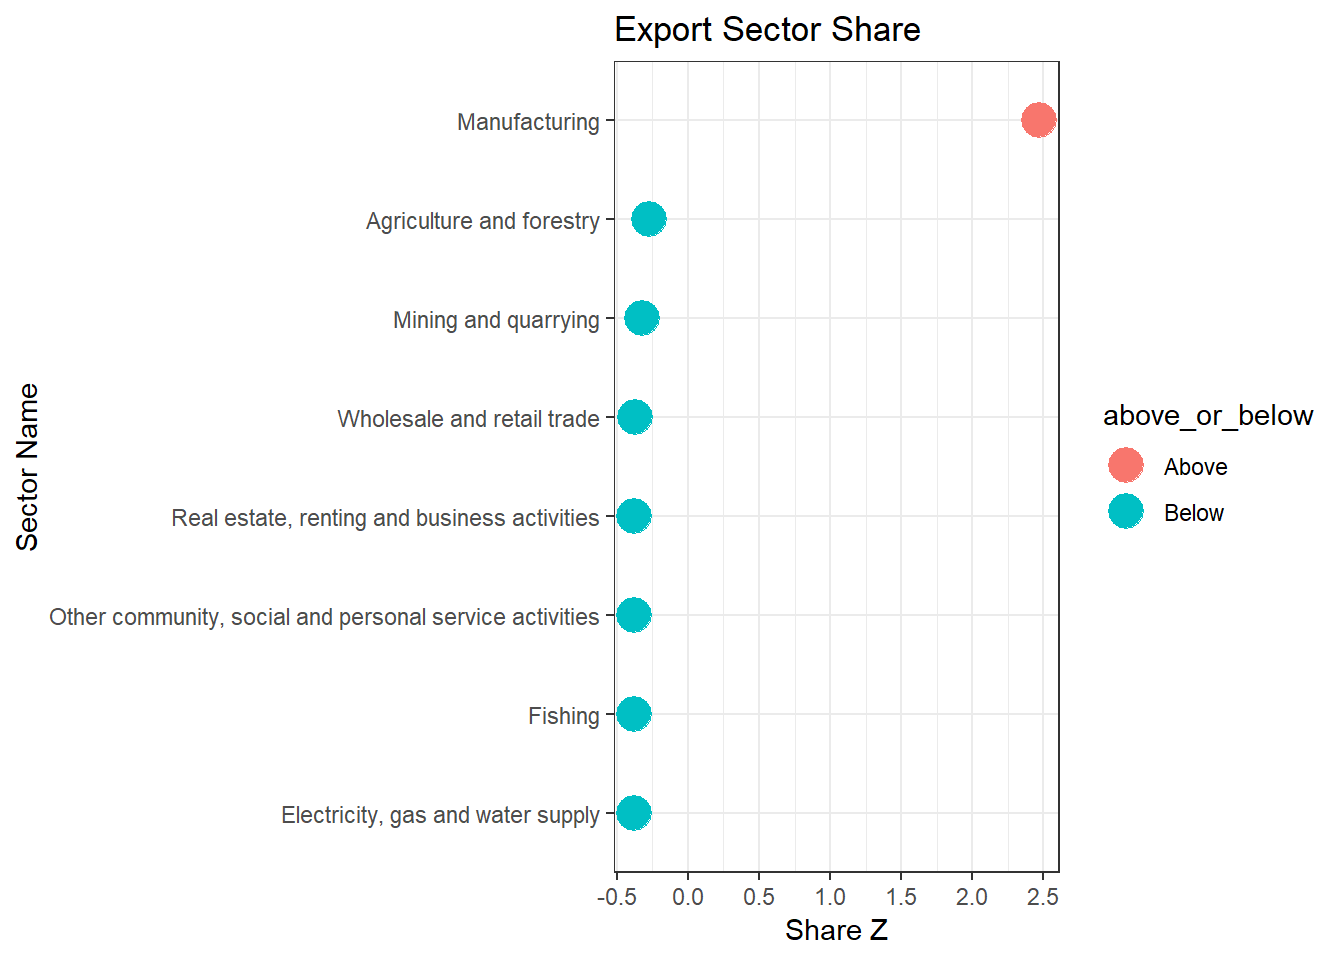 Export Sector Share
Manufacturing
Agriculture and forestry
Mining and quarrying
Wholesale and retail trade
Real estate, renting and business activities
Other community, social and personal service activities
Fishing
Electricity, gas and water supply
Sector Name
-0.5 0.0 0.5 1.0 1.5 2.0 2.5
Share Z
above_or_below
Above
Below